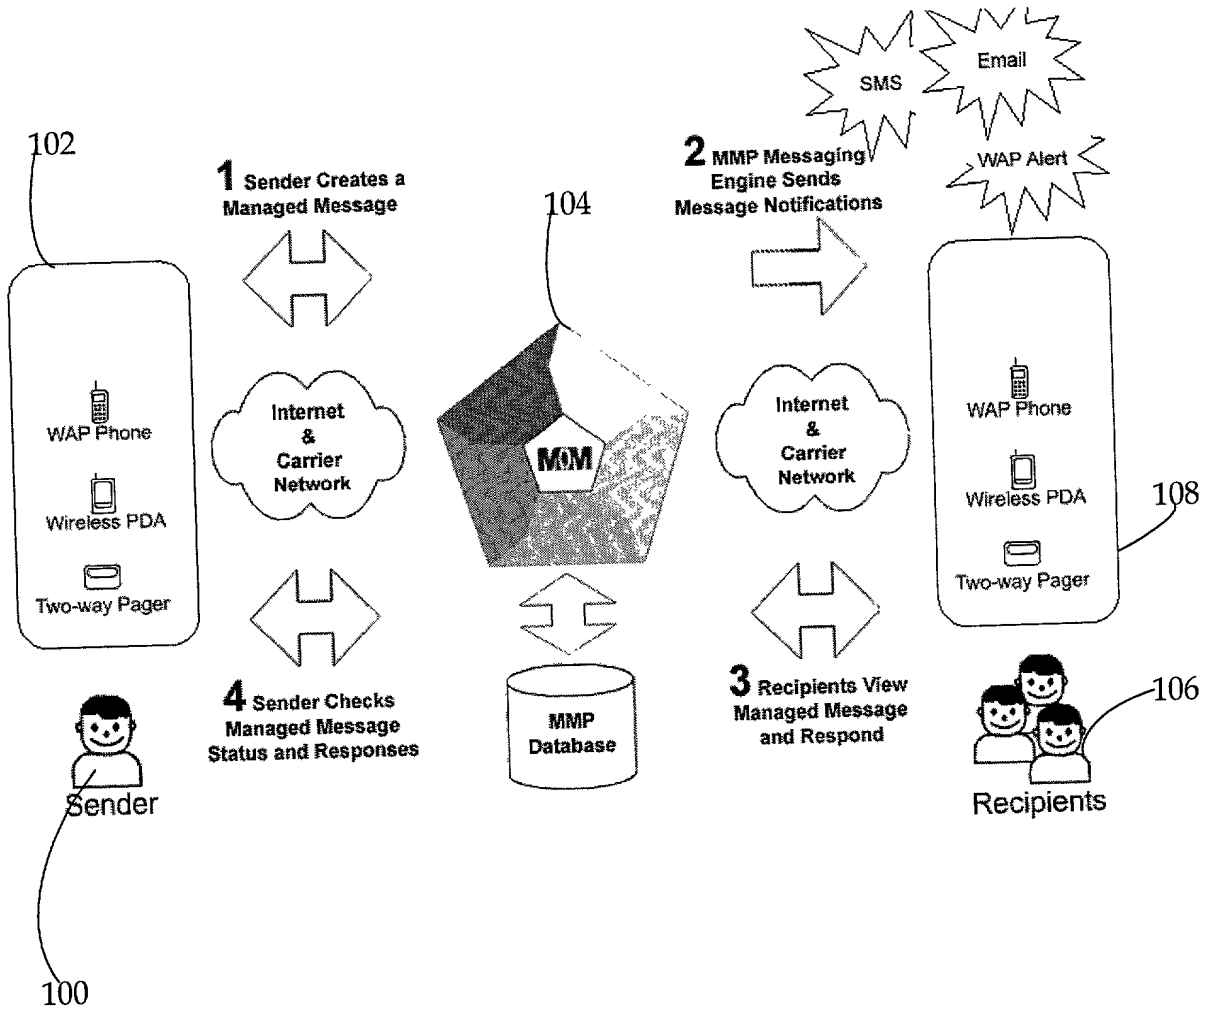 SMS
Email
WAP Alert
102
1 Sender Creates a
Managed Message
104
2 MMP Messaging
Engine Sends
Message Notifications
WAP Phone
Wireless PDA
Two-way Pager
Internet
&
Carrier
Network
Internet
&
Carrier
Network
WAP Phone
Wireless PDA
Two-way Pager
108
4 Sender Checks
Managed Message
Status and Responses
MMP
Database
3 Recipients View
Managed Message
and Respond
106
Sender
Recipients
100